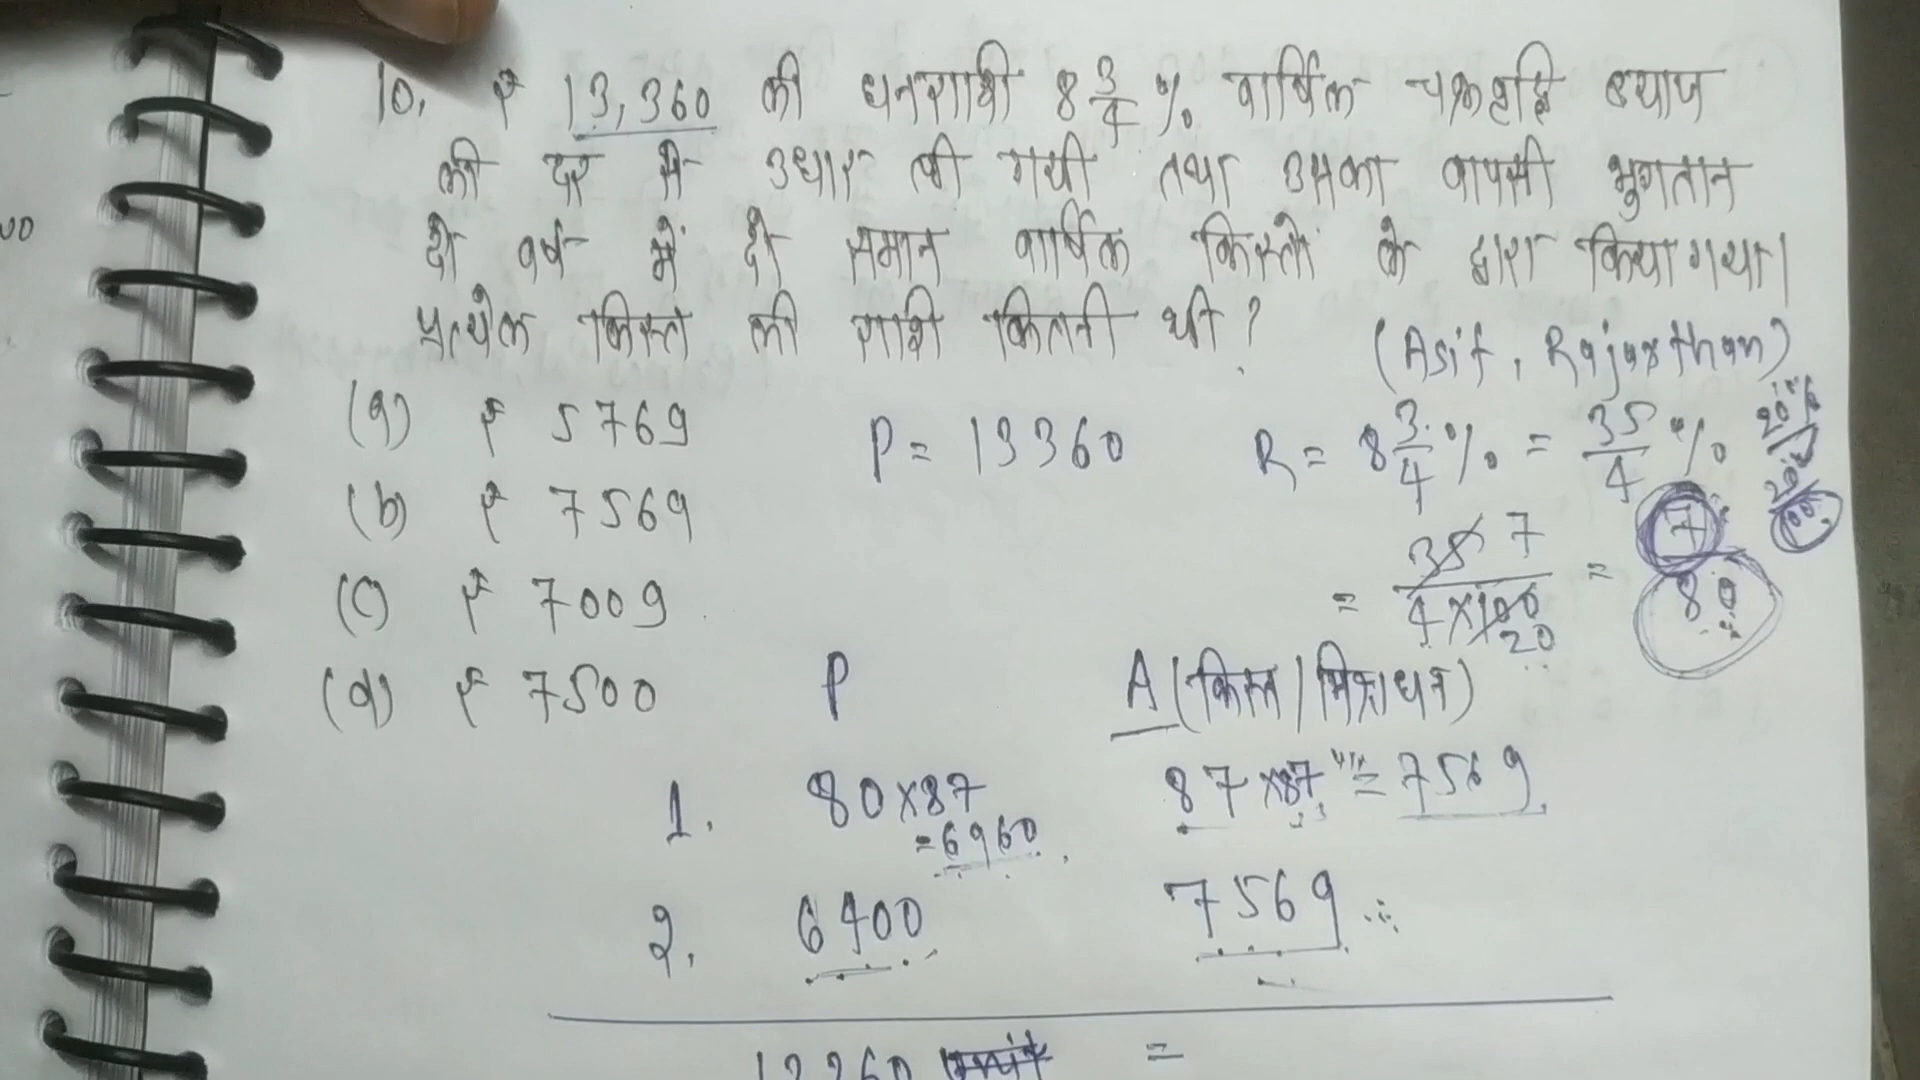 10. ₹ 13,360 की धनराशी 8 3/4 % वार्षिक चक्रवृद्धि ब्याज
की दर से उधार ली गयी तथा उसका वापसी भुगतान
दो वर्ष में दो समान वार्षिक किस्तो के द्वारा किया गया।
प्रत्येक किस्त की राशि कितनी थी ?
(Asif, Rajasthan)
(a) ₹ 5769
P = 13360 R = 8 3/4 % = 35/4 %
(b) ₹ 7569
= 35 7 / 4×100 20 = 7/80
(c) ₹ 7009
(d) ₹ 7500
P A (किस्त / मिश्रधन)
1. 80×87 87×87 = 7569
= 6960
2. 6400 7569
13360 =